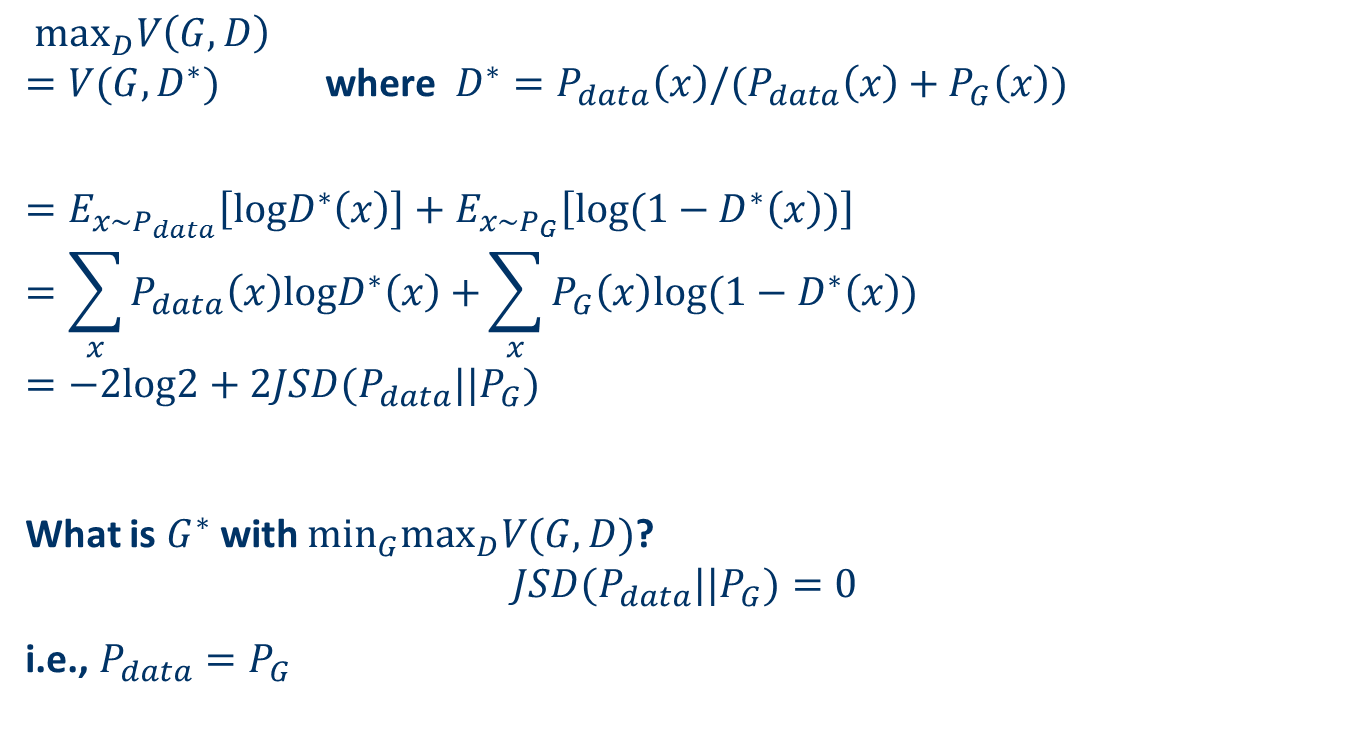 max_D V(G, D)
= V(G, D*) where D* = P_data(x)/(P_data(x) + P_G(x))
= E_{x~P_data}[logD*(x)] + E_{x~P_G}[log(1 − D*(x))]
= ∑_x P_data(x)logD*(x) + ∑_x P_G(x)log(1 − D*(x))
= −2log2 + 2JSD(P_data||P_G)
What is G* with min_G max_D V(G, D)?
JSD(P_data||P_G) = 0
i.e., P_data = P_G